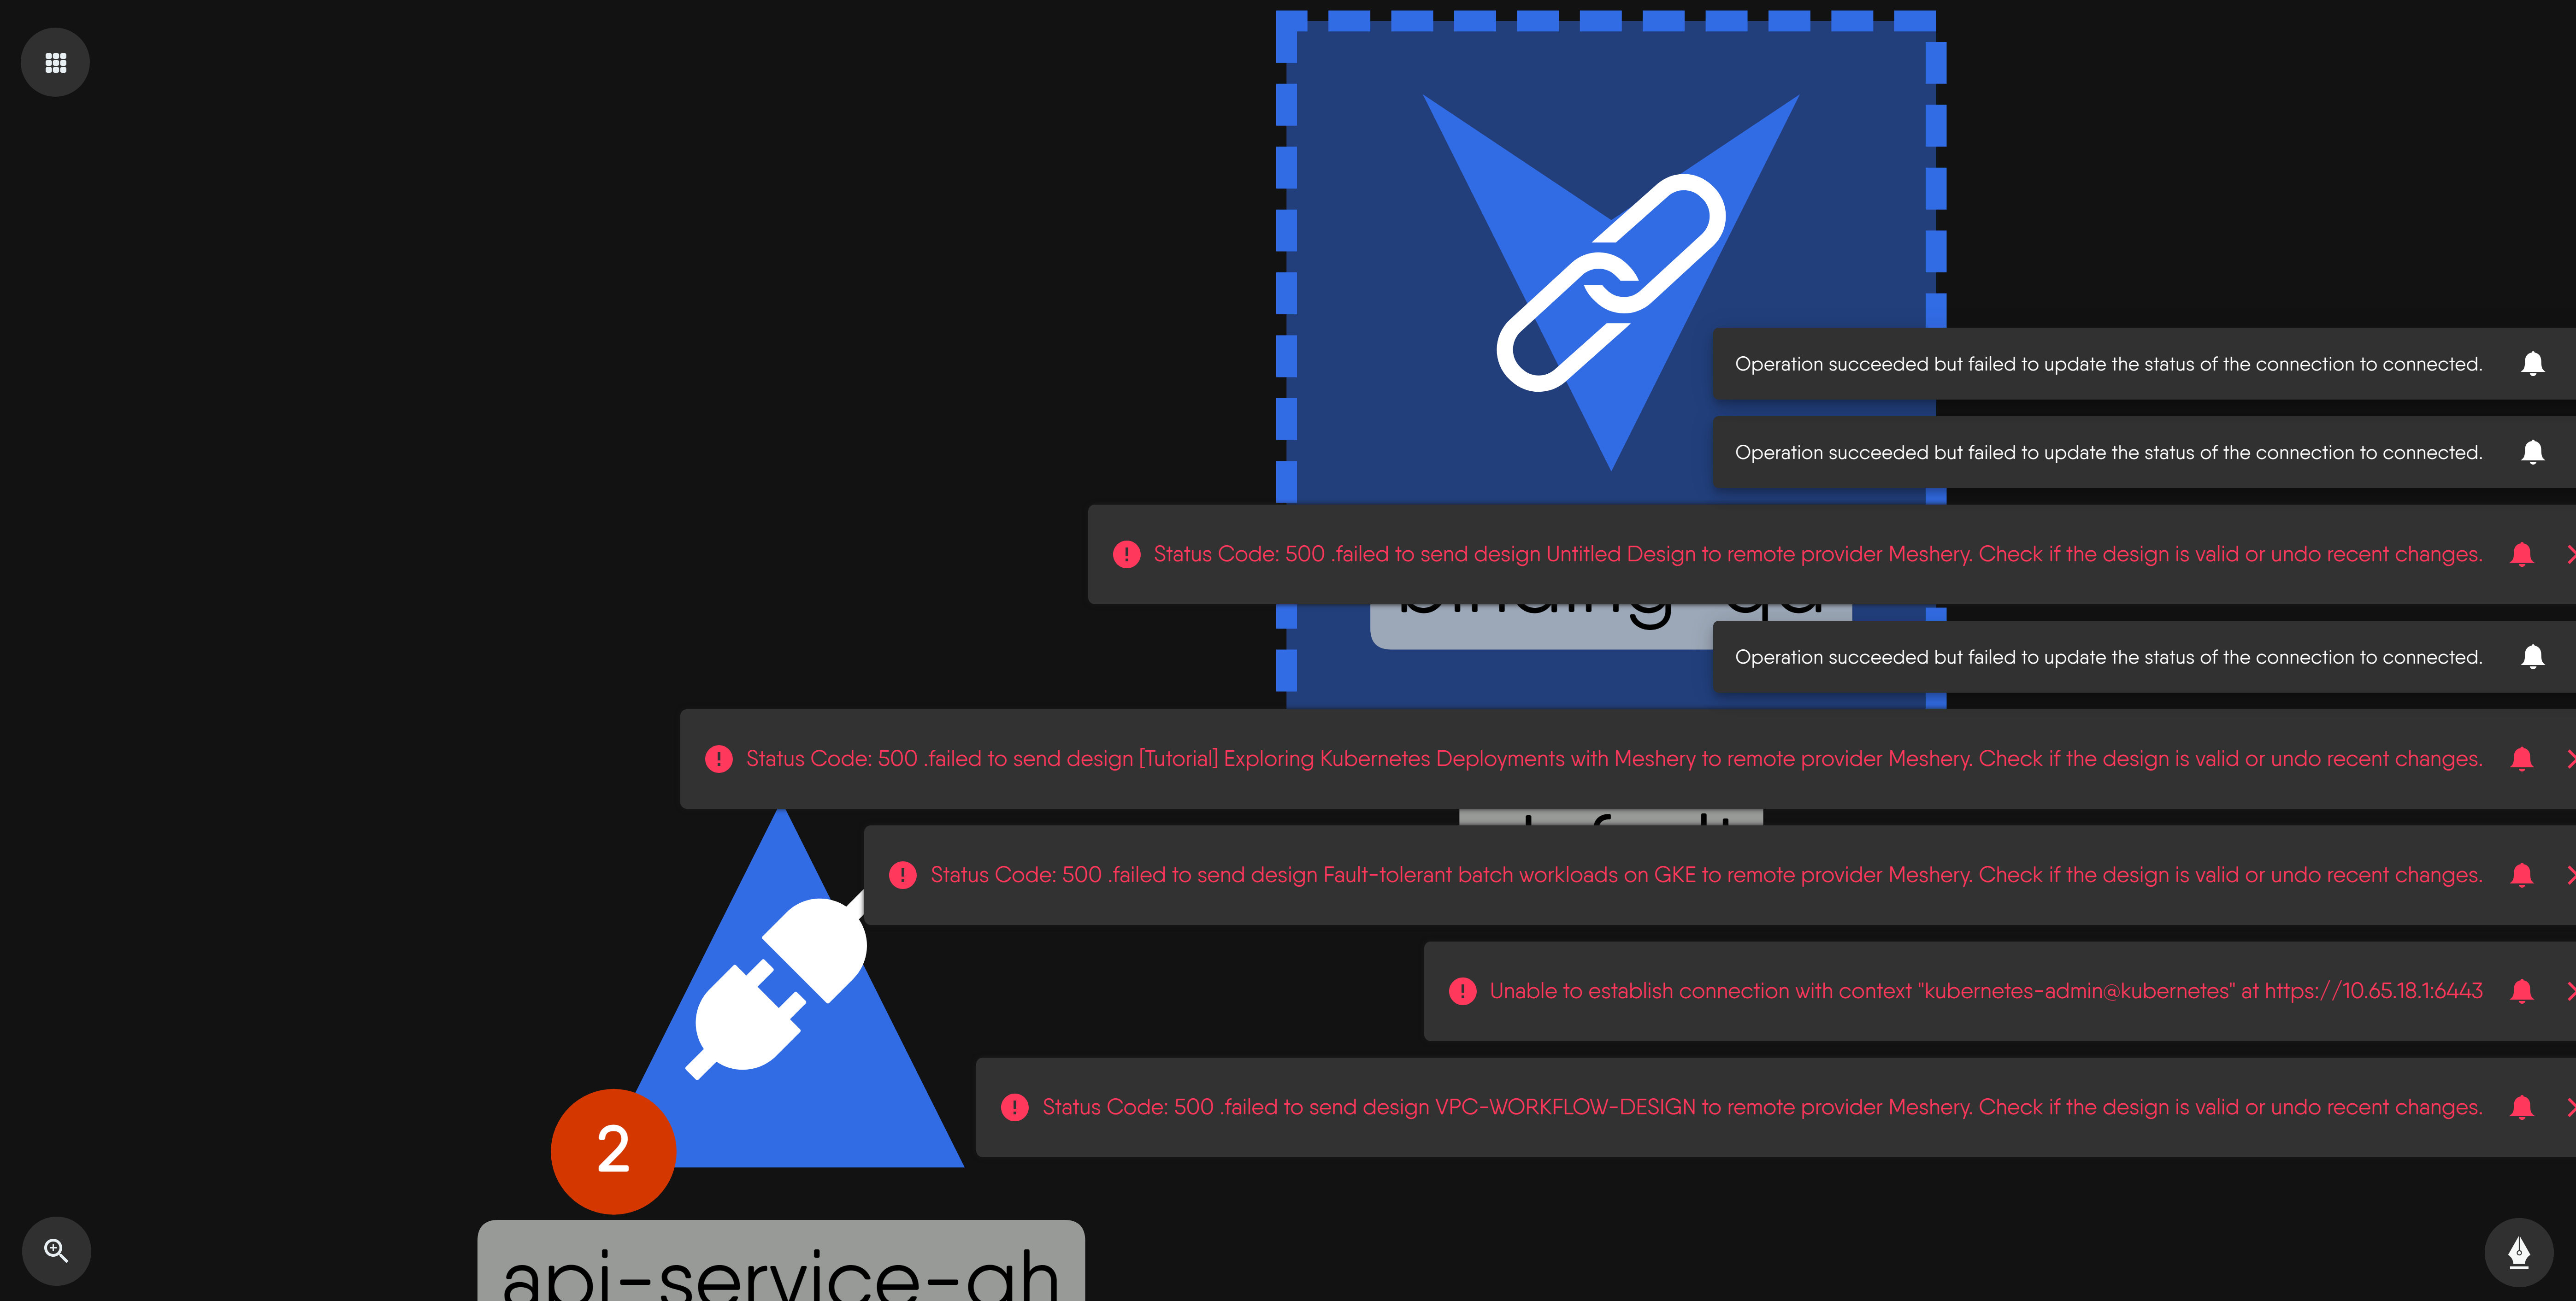 Operation succeeded but failed to update the status of the connection to connected.
Operation succeeded but failed to update the status of the connection to connected.
Status Code: 500 .failed to send design Untitled Design to remote provider Meshery. Check if the design is valid or undo recent changes.
Operation succeeded but failed to update the status of the connection to connected.
Status Code: 500 .failed to send design [Tutorial] Exploring Kubernetes Deployments with Meshery to remote provider Meshery. Check if the design is valid or undo recent changes.
Status Code: 500 .failed to send design Fault-tolerant batch workloads on GKE to remote provider Meshery. Check if the design is valid or undo recent changes.
Unable to establish connection with context "kubernetes-admin@kubernetes" at https://10.65.18.1:6443
Status Code: 500 .failed to send design VPC-WORKFLOW-DESIGN to remote provider Meshery. Check if the design is valid or undo recent changes.
2
api-service-qh